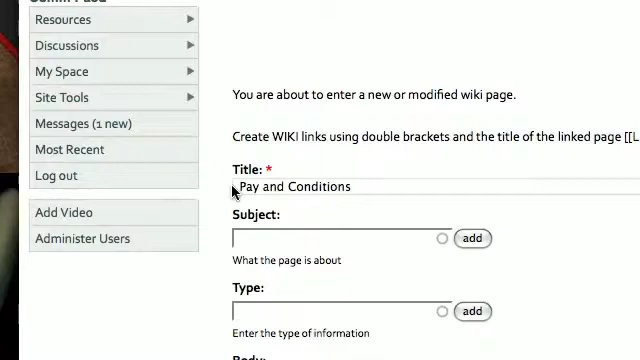 Resources
Discussions
My Space
Site Tools
Messages (1 new)
Most Recent
Log out
Add Video
Administer Users
You are about to enter a new or modified wiki page.
Create WIKI links using double brackets and the title of the linked page [[L
Title: *
Pay and Conditions
Subject:
add
What the page is about
Type:
add
Enter the type of information